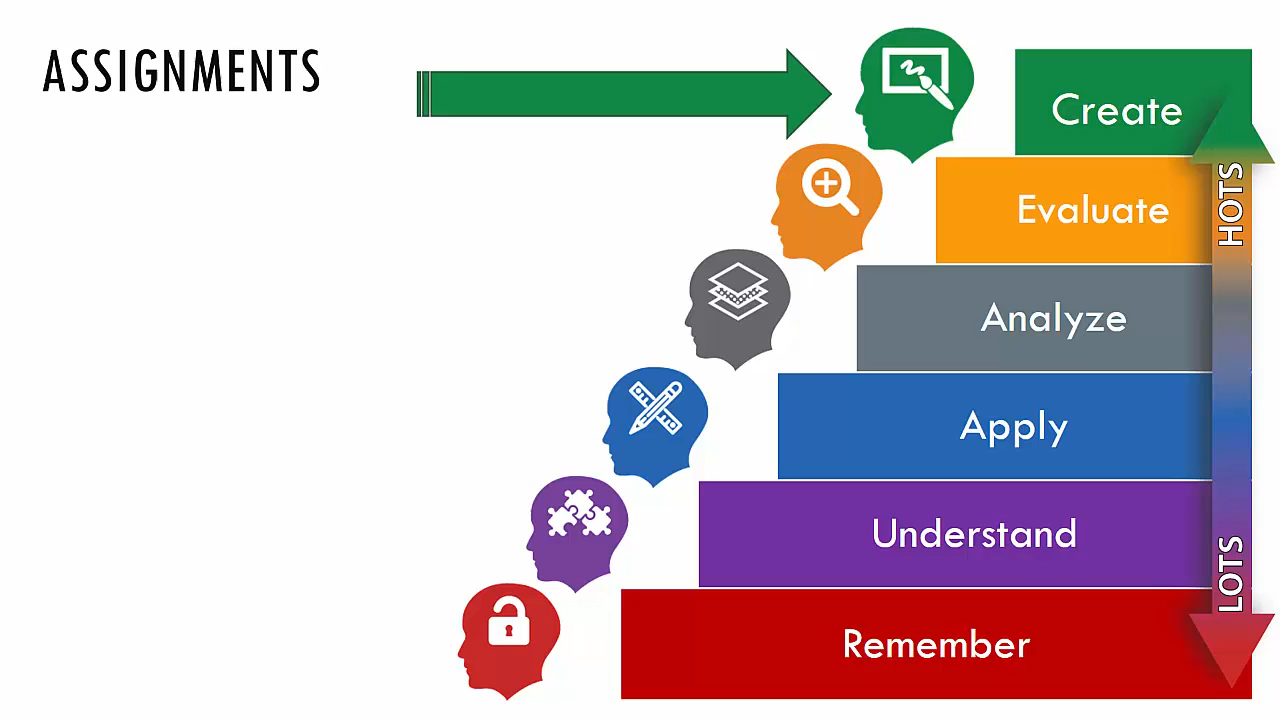 ASSIGNMENTS
Create
HOTS
Evaluate
Analyze
Apply
Understand
LOTS
Remember